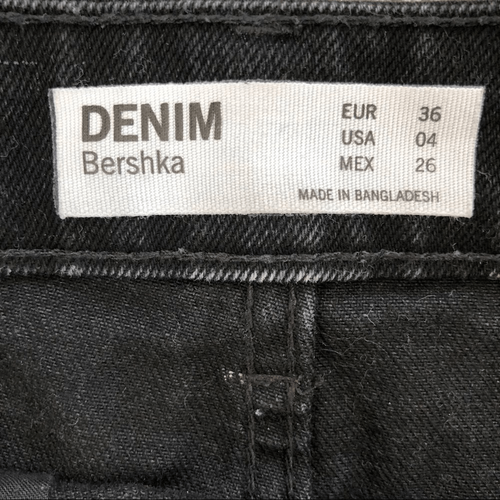 DENIM
Bershka
EUR 36
USA 04
MEX 26
MADE IN BANGLADESH